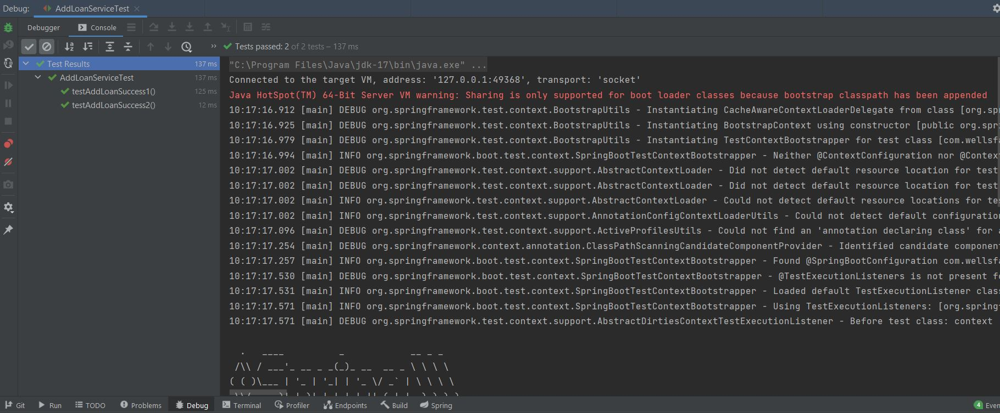 Debug: AddLoanServiceTest
Debugger Console
Tests passed: 2 of 2 tests – 137 ms
Test Results 137 ms
AddLoanServiceTest 137 ms
testAddLoanSuccess1() 125 ms
testAddLoanSuccess2() 12 ms
"C:\Program Files\Java\jdk-17\bin\java.exe" ...
Connected to the target VM, address: '127.0.0.1:49368', transport: 'socket'
Java HotSpot(TM) 64-Bit Server VM warning: Sharing is only supported for boot loader classes because bootstrap classpath has been appended
10:17:16.912 [main] DEBUG org.springframework.test.context.BootstrapUtils - Instantiating CacheAwareContextLoaderDelegate from class [org.spr
10:17:16.925 [main] DEBUG org.springframework.test.context.BootstrapUtils - Instantiating BootstrapContext using constructor [public org.spri
10:17:16.979 [main] DEBUG org.springframework.test.context.BootstrapUtils - Instantiating TestContextBootstrapper for test class [com.wellsfa
10:17:16.994 [main] INFO org.springframework.boot.test.context.SpringBootTestContextBootstrapper - Neither @ContextConfiguration nor @Contex
10:17:17.002 [main] DEBUG org.springframework.test.context.support.AbstractContextLoader - Did not detect default resource location for test
10:17:17.002 [main] DEBUG org.springframework.test.context.support.AbstractContextLoader - Did not detect default resource location for test
10:17:17.002 [main] INFO org.springframework.test.context.support.AbstractContextLoader - Could not detect default resource locations for tes
10:17:17.002 [main] INFO org.springframework.test.context.support.AnnotationConfigContextLoaderUtils - Could not detect default configuration
10:17:17.096 [main] DEBUG org.springframework.test.context.support.ActiveProfilesUtils - Could not find an 'annotation declaring class' for a
10:17:17.254 [main] DEBUG org.springframework.context.annotation.ClassPathScanningCandidateComponentProvider - Identified candidate component
10:17:17.257 [main] INFO org.springframework.boot.test.context.SpringBootTestContextBootstrapper - Found @SpringBootConfiguration com.wellsfa
10:17:17.530 [main] DEBUG org.springframework.boot.test.context.SpringBootTestContextBootstrapper - @TestExecutionListeners is not present fo
10:17:17.531 [main] INFO org.springframework.boot.test.context.SpringBootTestContextBootstrapper - Loaded default TestExecutionListener clas
10:17:17.571 [main] INFO org.springframework.boot.test.context.SpringBootTestContextBootstrapper - Using TestExecutionListeners: [org.spring
10:17:17.571 [main] DEBUG org.springframework.test.context.support.AbstractDirtiesContextTestExecutionListener - Before test class: context
Git Run TODO Problems Debug Terminal Profiler Endpoints Build Spring 4 Even